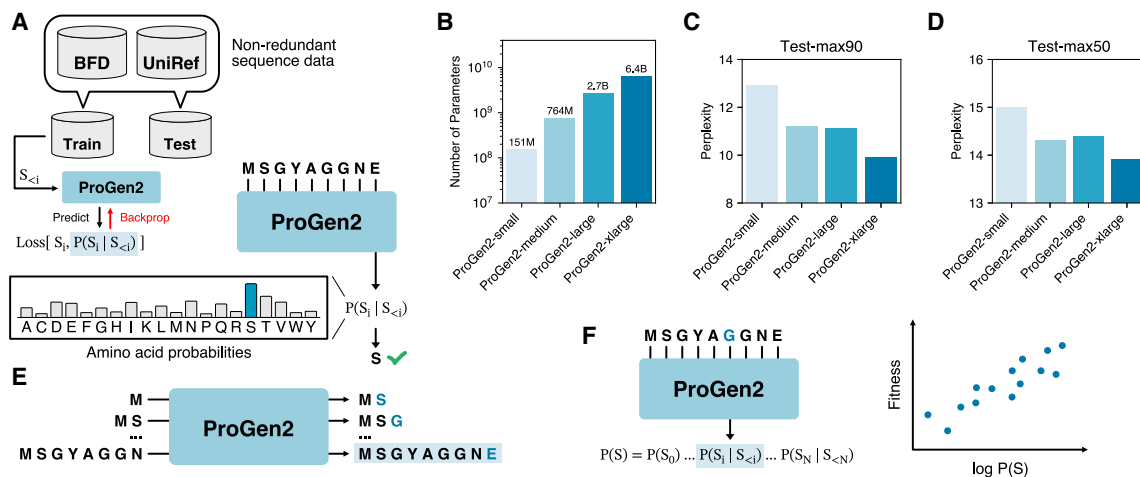 A
BFD
UniRef
Non-redundant
sequence data
Train
Test
S<i
ProGen2
Predict
Backprop
Loss[ Si, P(Si | S<i) ]
M S G Y A G G N E
ProGen2
P(Si | S<i)
S
A C D E F G H I K L M N P Q R S T V W Y
Amino acid probabilities
B
Number of Parameters
10^10
10^9
10^8
10^7
151M
764M
2.7B
6.4B
ProGen2-small
ProGen2-medium
ProGen2-large
ProGen2-xlarge
C
Test-max90
Perplexity
14
12
10
8
ProGen2-small
ProGen2-medium
ProGen2-large
ProGen2-xlarge
D
Test-max50
Perplexity
16
15
14
13
ProGen2-small
ProGen2-medium
ProGen2-large
ProGen2-xlarge
E
M
M S
...
M S G Y A G G N
ProGen2
M S
M S G
...
M S G Y A G G N E
F
M S G Y A G G N E
ProGen2
P(S) = P(S0) ... P(Si | S<i) ... P(SN | S<N)
Fitness
log P(S)